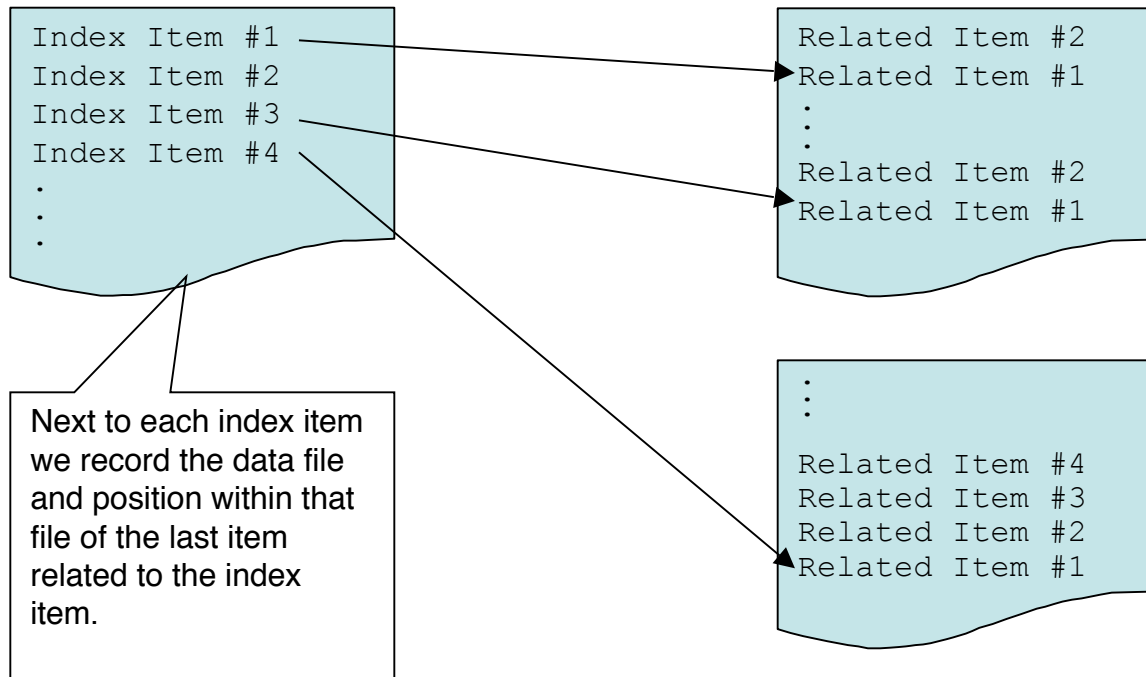 Index Item #1
Index Item #2
Index Item #3
Index Item #4
.
.
.
Next to each index item
we record the data file
and position within that
file of the last item
related to the index
item.
Related Item #2
Related Item #1
.
.
.
Related Item #2
Related Item #1
.
.
.
Related Item #4
Related Item #3
Related Item #2
Related Item #1